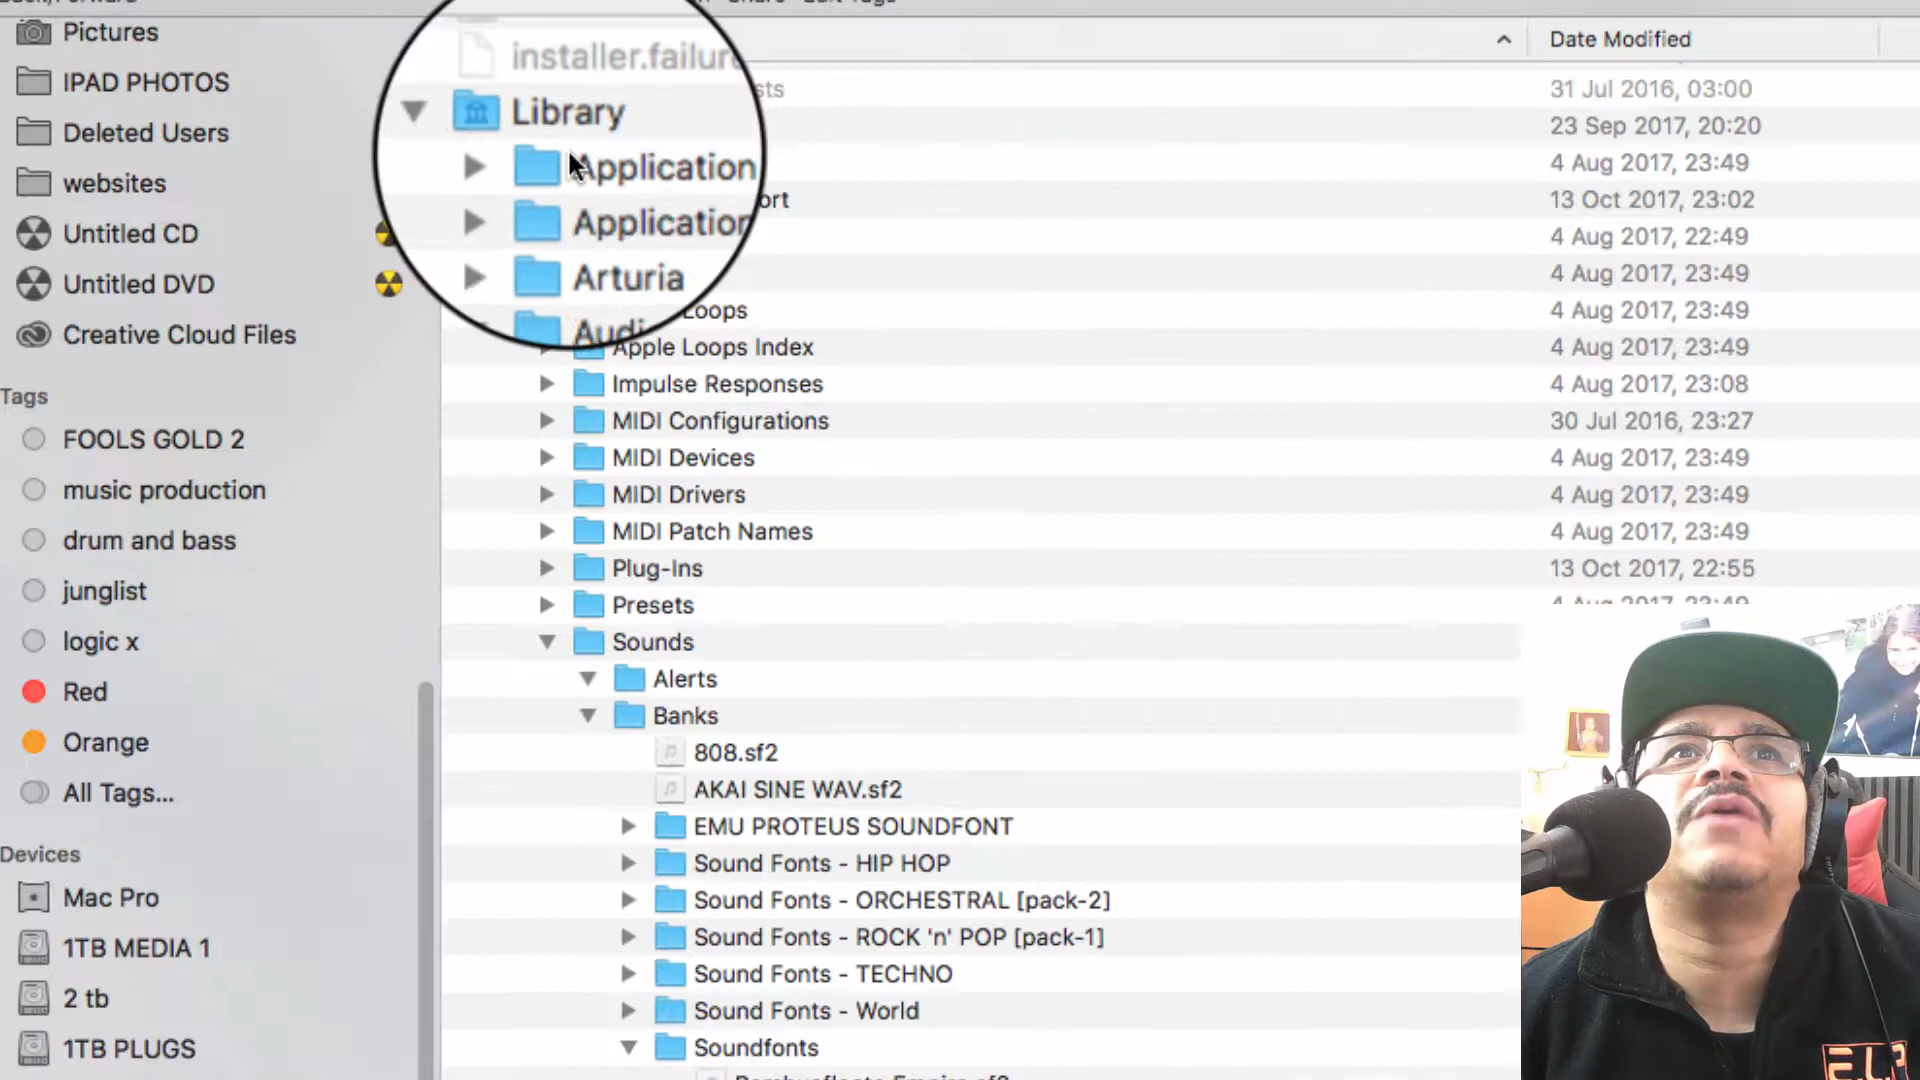 Pictures
IPAD PHOTOS
Deleted Users
websites
Untitled CD
Untitled DVD
Creative Cloud Files
Tags
FOOLS GOLD 2
music production
drum and bass
junglist
logic x
Red
Orange
All Tags...
Devices
Mac Pro
1TB MEDIA 1
2 tb
1TB PLUGS
Date Modified
installer.failur
31 Jul 2016, 03:00
Library
23 Sep 2017, 20:20
Application
4 Aug 2017, 23:49
Application
13 Oct 2017, 23:02
4 Aug 2017, 22:49
Arturia
4 Aug 2017, 23:49
Loops
4 Aug 2017, 23:49
Apple Loops Index
4 Aug 2017, 23:49
Impulse Responses
4 Aug 2017, 23:08
MIDI Configurations
30 Jul 2016, 23:27
MIDI Devices
4 Aug 2017, 23:49
MIDI Drivers
4 Aug 2017, 23:49
MIDI Patch Names
4 Aug 2017, 23:49
Plug-Ins
13 Oct 2017, 22:55
Presets
Sounds
Alerts
Banks
808.sf2
AKAI SINE WAV.sf2
EMU PROTEUS SOUNDFONT
Sound Fonts - HIP HOP
Sound Fonts - ORCHESTRAL [pack-2]
Sound Fonts - ROCK 'n' POP [pack-1]
Sound Fonts - TECHNO
Sound Fonts - World
Soundfonts